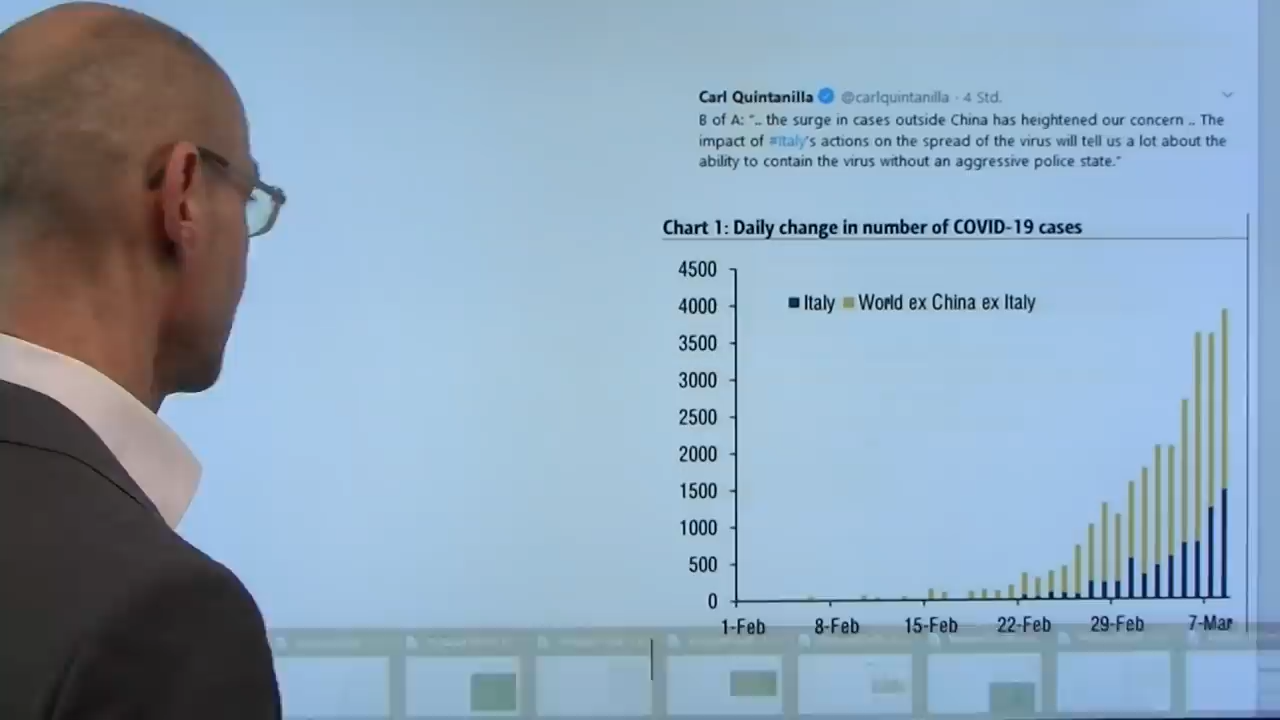 Carl Quintanilla @carlquintanilla · 4 Std.
B of A: ".. the surge in cases outside China has heightened our concern .. The
impact of #Italy's actions on the spread of the virus will tell us a lot about the
ability to contain the virus without an aggressive police state."
Chart 1: Daily change in number of COVID-19 cases
4500
Italy World ex China ex Italy
4000
3500
3000
2500
2000
1500
1000
500
0
1-Feb 8-Feb 15-Feb 22-Feb 29-Feb 7-Mar